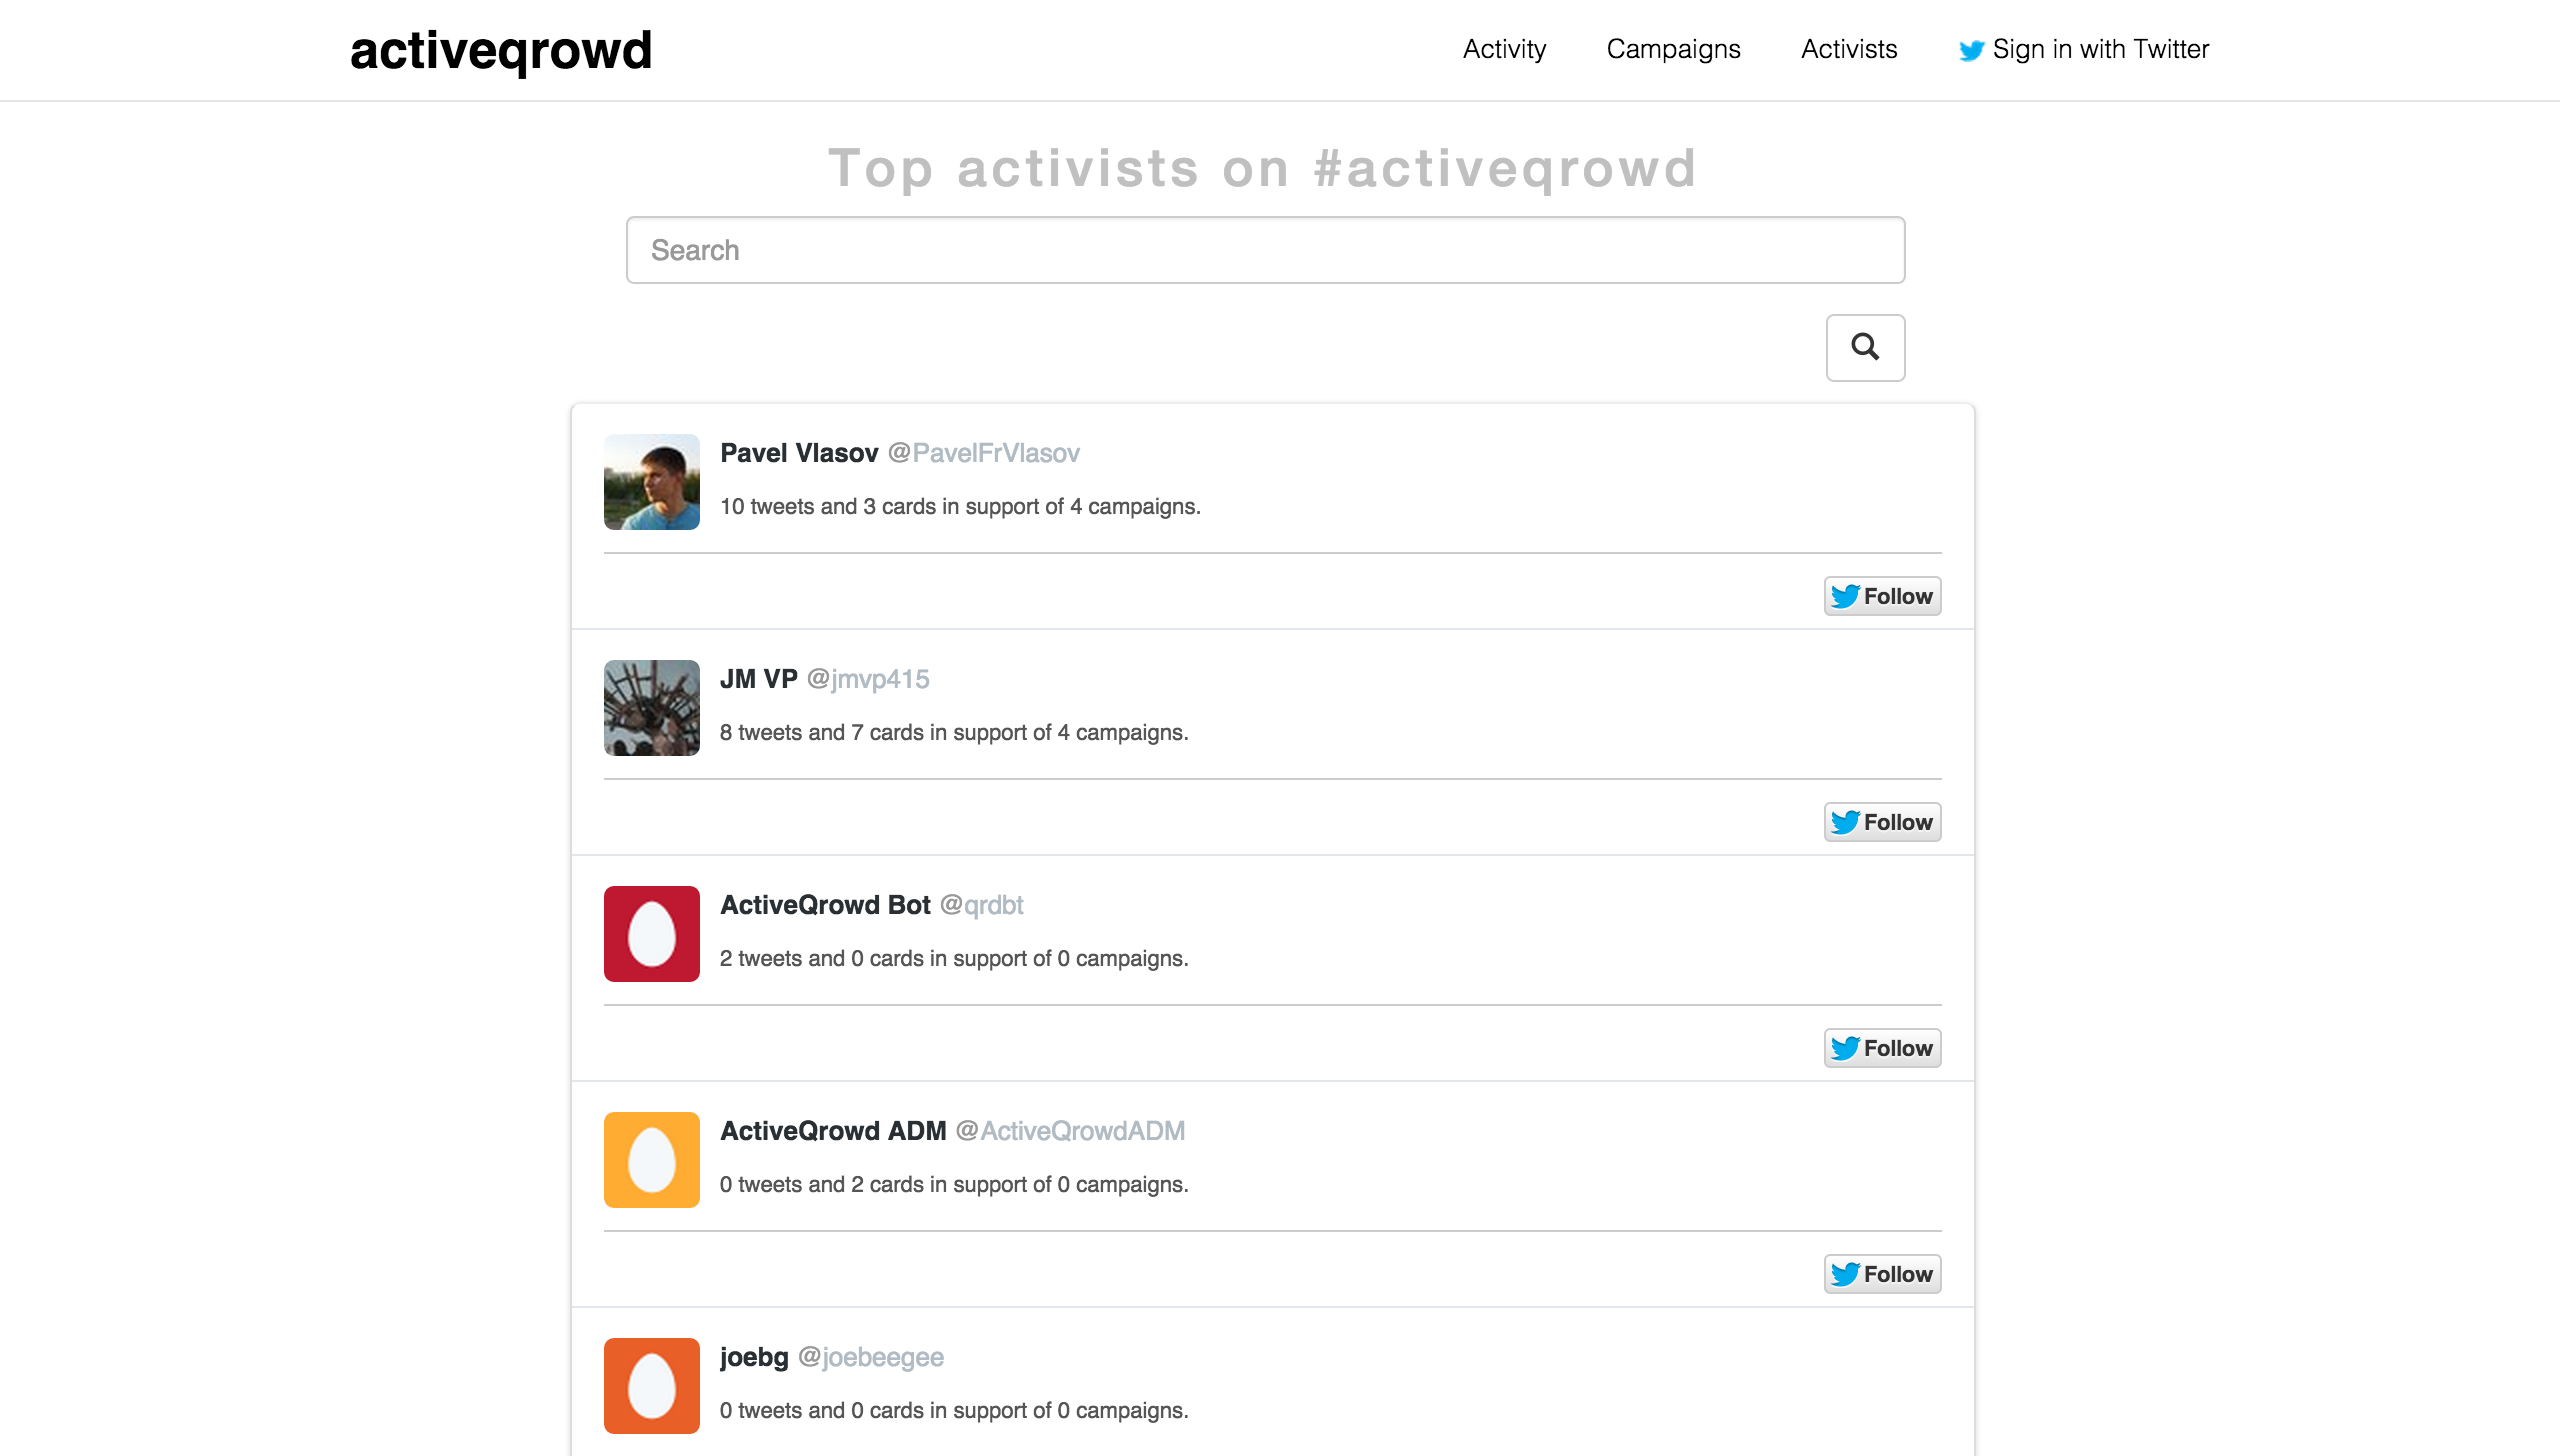 activeqrowd
Activity Campaigns Activists Sign in with Twitter
Top activists on #activeqrowd
Search
Pavel Vlasov @PavelFrVlasov
10 tweets and 3 cards in support of 4 campaigns.
Follow
JM VP @jmvp415
8 tweets and 7 cards in support of 4 campaigns.
Follow
ActiveQrowd Bot @qrdbt
2 tweets and 0 cards in support of 0 campaigns.
Follow
ActiveQrowd ADM @ActiveQrowdADM
0 tweets and 2 cards in support of 0 campaigns.
Follow
joebg @joebeegee
0 tweets and 0 cards in support of 0 campaigns.